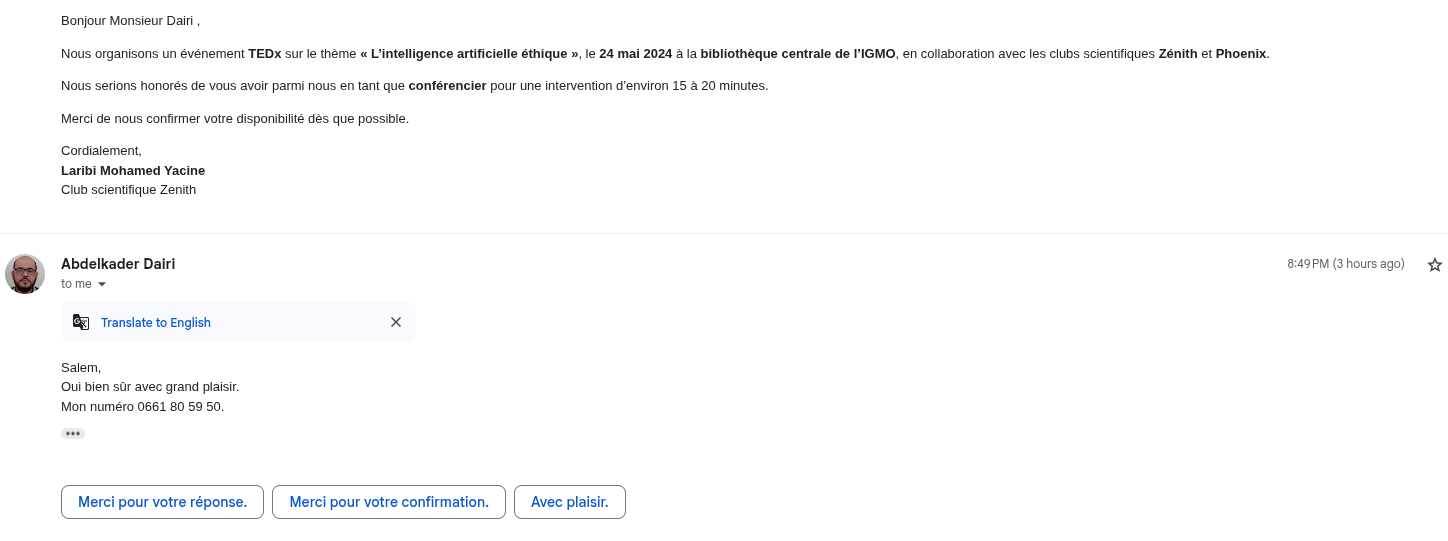 Bonjour Monsieur Dairi ,
Nous organisons un événement TEDx sur le thème « L'intelligence artificielle éthique », le 24 mai 2024 à la bibliothèque centrale de l'IGMO, en collaboration avec les clubs scientifiques Zénith et Phoenix.
Nous serions honorés de vous avoir parmi nous en tant que conférencier pour une intervention d'environ 15 à 20 minutes.
Merci de nous confirmer votre disponibilité dès que possible.
Cordialement,
Laribi Mohamed Yacine
Club scientifique Zenith
Abdelkader Dairi
8:49 PM (3 hours ago)
to me
Translate to English
Salem,
Oui bien sûr avec grand plaisir.
Mon numéro 0661 80 59 50.
Merci pour votre réponse.
Merci pour votre confirmation.
Avec plaisir.